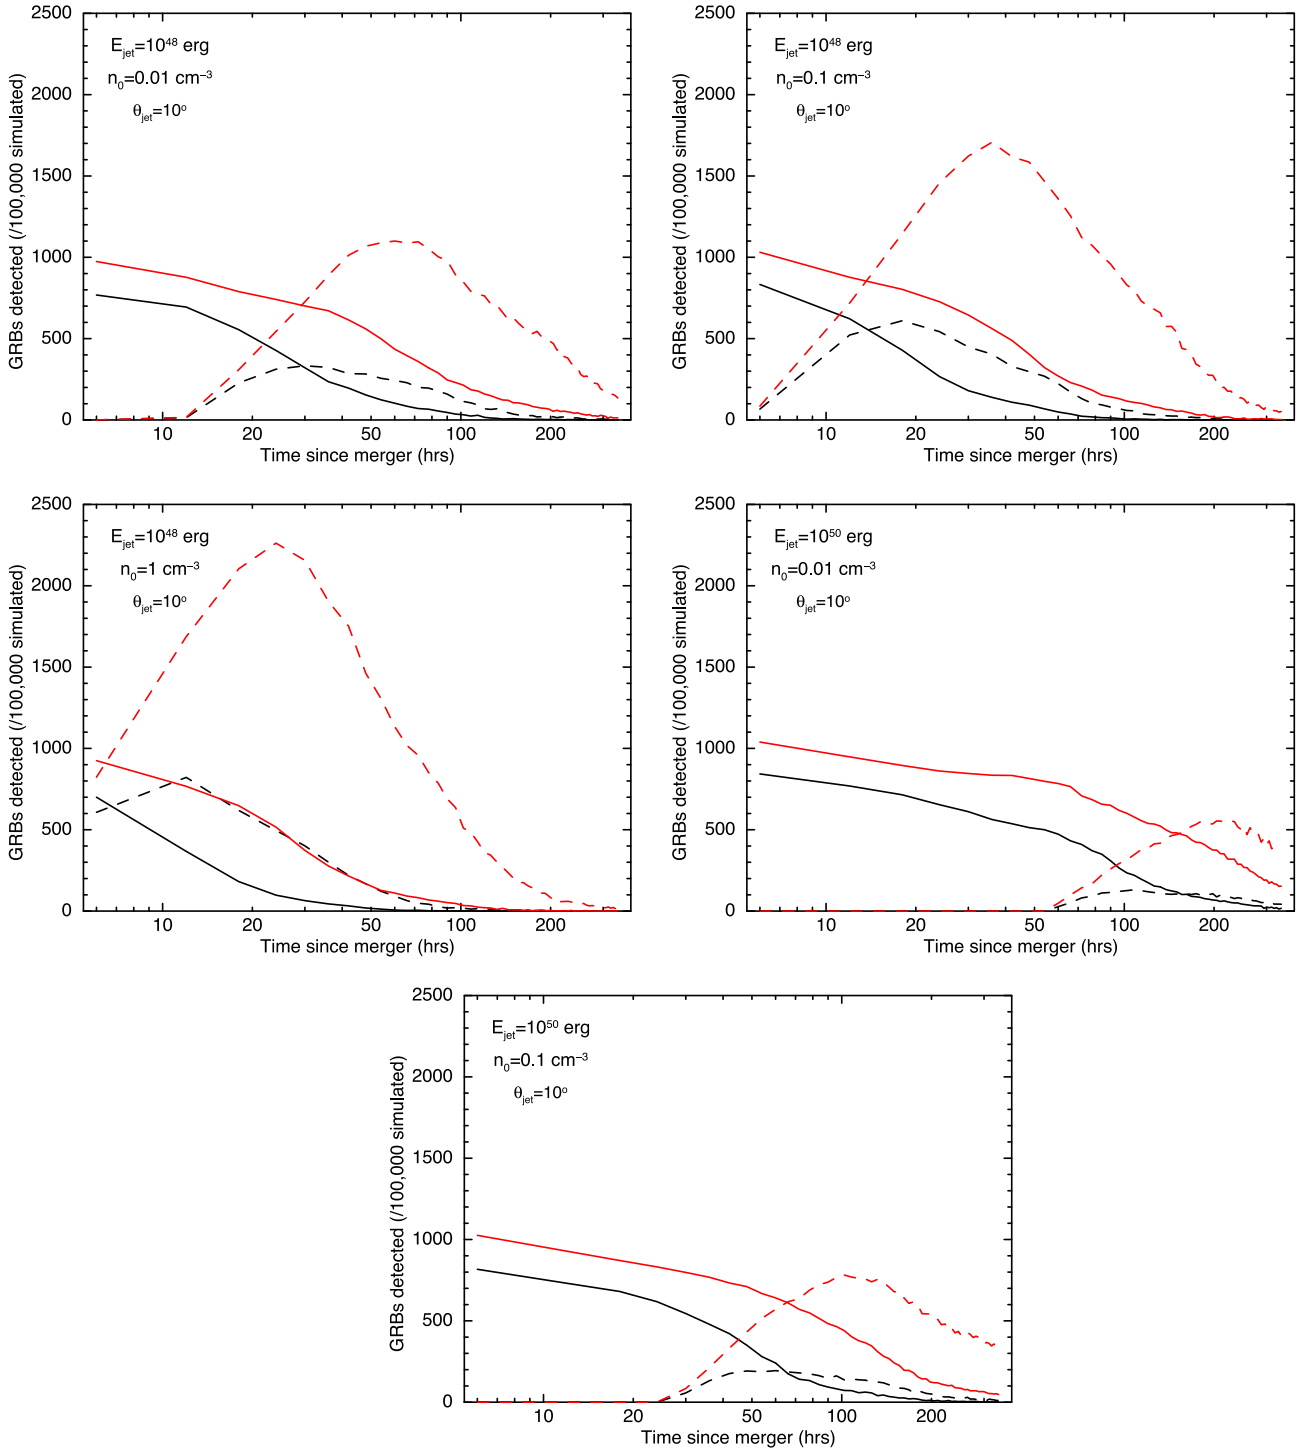 E_jet=10^48 erg
n_0=0.01 cm^−3
θ_jet=10^o
GRBs detected (/100,000 simulated)
2500
2000
1500
1000
500
0
10 20 50 100 200
Time since merger (hrs)
E_jet=10^48 erg
n_0=0.1 cm^−3
θ_jet=10^o
GRBs detected (/100,000 simulated)
2500
2000
1500
1000
500
0
10 20 50 100 200
Time since merger (hrs)
E_jet=10^48 erg
n_0=1 cm^−3
θ_jet=10^o
GRBs detected (/100,000 simulated)
2500
2000
1500
1000
500
0
10 20 50 100 200
Time since merger (hrs)
E_jet=10^50 erg
n_0=0.01 cm^−3
θ_jet=10^o
GRBs detected (/100,000 simulated)
2500
2000
1500
1000
500
0
10 20 50 100 200
Time since merger (hrs)
E_jet=10^50 erg
n_0=0.1 cm^−3
θ_jet=10^o
GRBs detected (/100,000 simulated)
2500
2000
1500
1000
500
0
10 20 50 100 200
Time since merger (hrs)